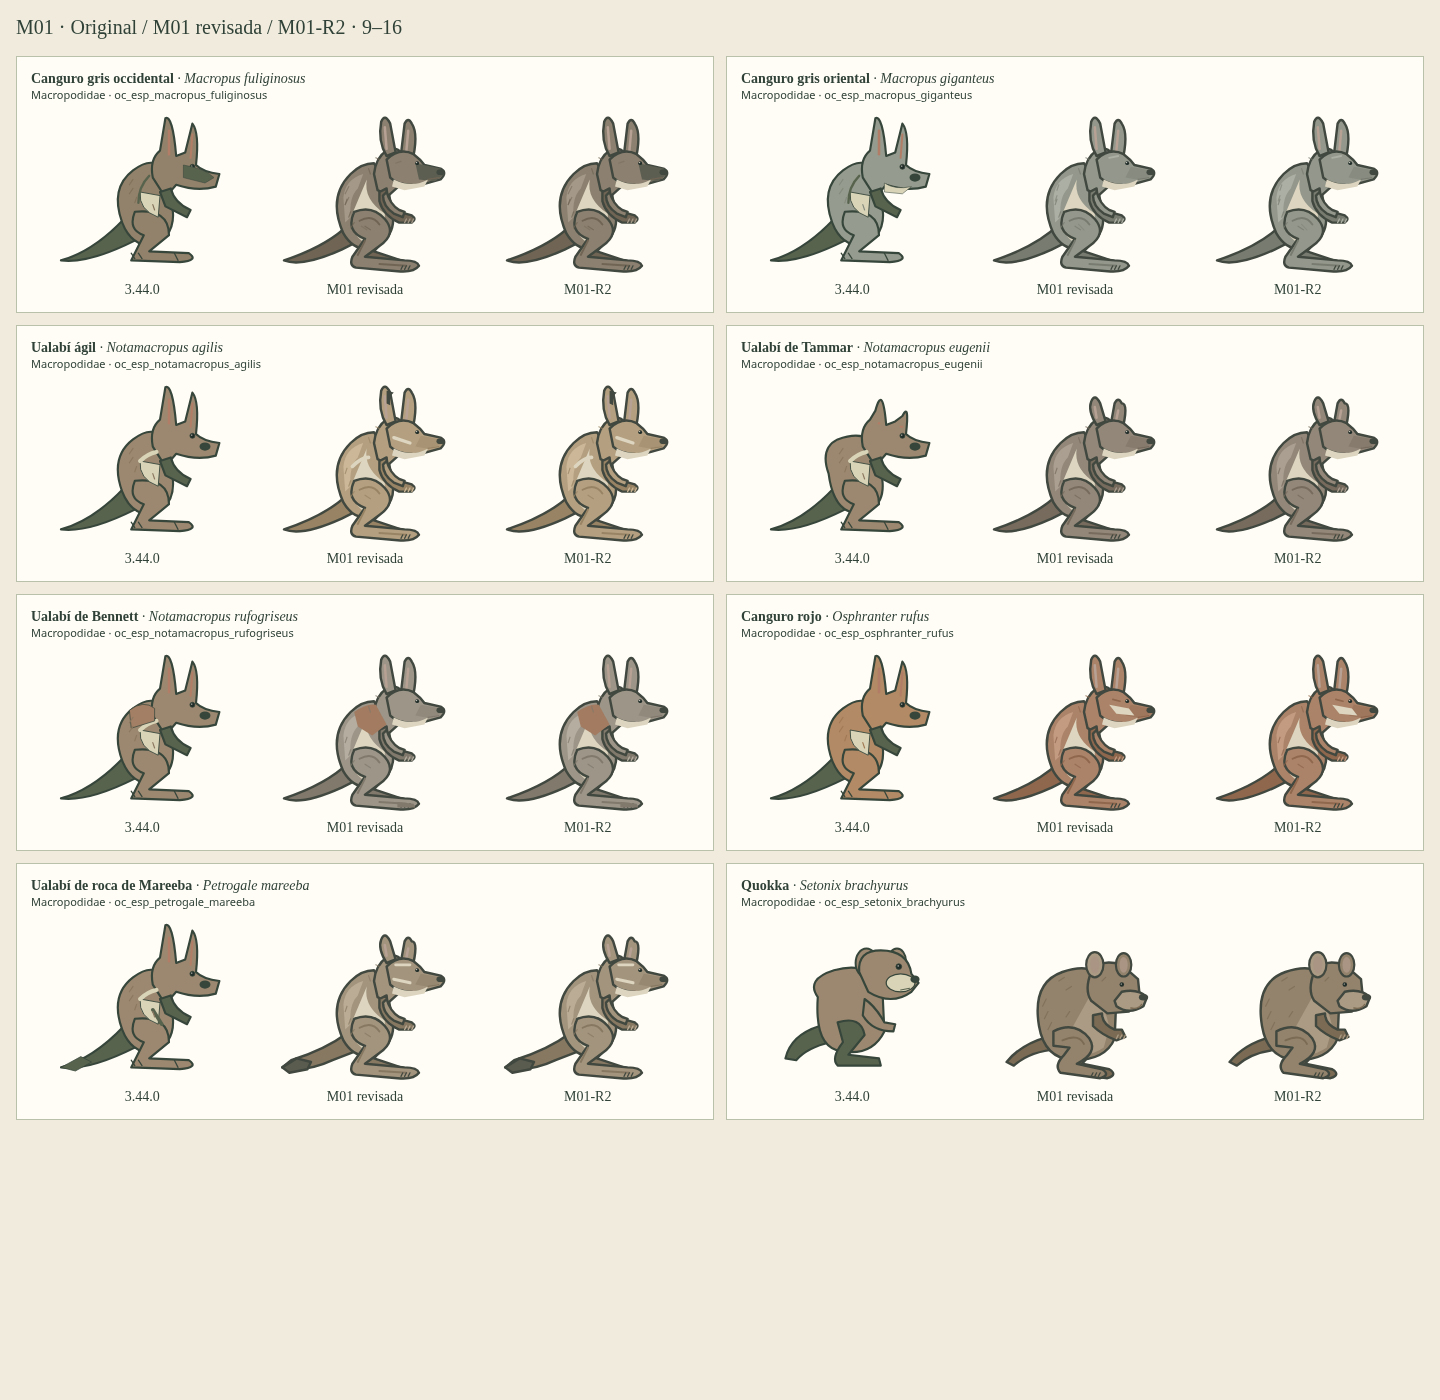 M01 · Original / M01 revisada / M01-R2 · 9–16
Canguro gris occidental · Macropus fuliginosus
Macropodidae · oc_esp_macropus_fuliginosus
3.44.0 M01 revisada M01-R2
Canguro gris oriental · Macropus giganteus
Macropodidae · oc_esp_macropus_giganteus
3.44.0 M01 revisada M01-R2
Ualabí ágil · Notamacropus agilis
Macropodidae · oc_esp_notamacropus_agilis
3.44.0 M01 revisada M01-R2
Ualabí de Tammar · Notamacropus eugenii
Macropodidae · oc_esp_notamacropus_eugenii
3.44.0 M01 revisada M01-R2
Ualabí de Bennett · Notamacropus rufogriseus
Macropodidae · oc_esp_notamacropus_rufogriseus
3.44.0 M01 revisada M01-R2
Canguro rojo · Osphranter rufus
Macropodidae · oc_esp_osphranter_rufus
3.44.0 M01 revisada M01-R2
Ualabí de roca de Mareeba · Petrogale mareeba
Macropodidae · oc_esp_petrogale_mareeba
3.44.0 M01 revisada M01-R2
Quokka · Setonix brachyurus
Macropodidae · oc_esp_setonix_brachyurus
3.44.0 M01 revisada M01-R2